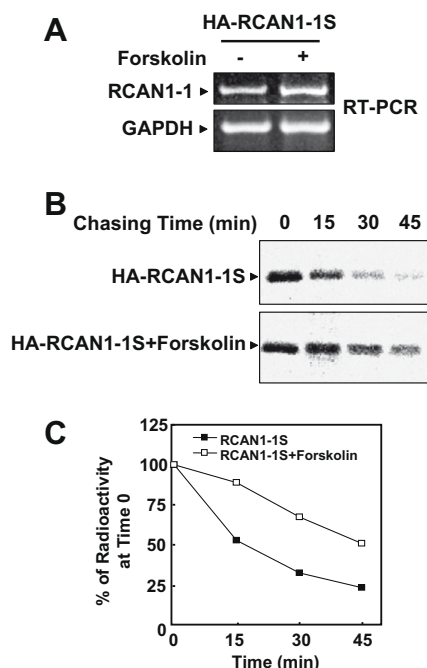 A
HA-RCAN1-1S
Forskolin - +
RCAN1-1
GAPDH
RT-PCR
B
Chasing Time (min) 0 15 30 45
HA-RCAN1-1S
HA-RCAN1-1S+Forskolin
C
% of Radioactivity at Time 0
125
100
75
50
25
0 15 30 45
RCAN1-1S
RCAN1-1S+Forskolin
Time (min)